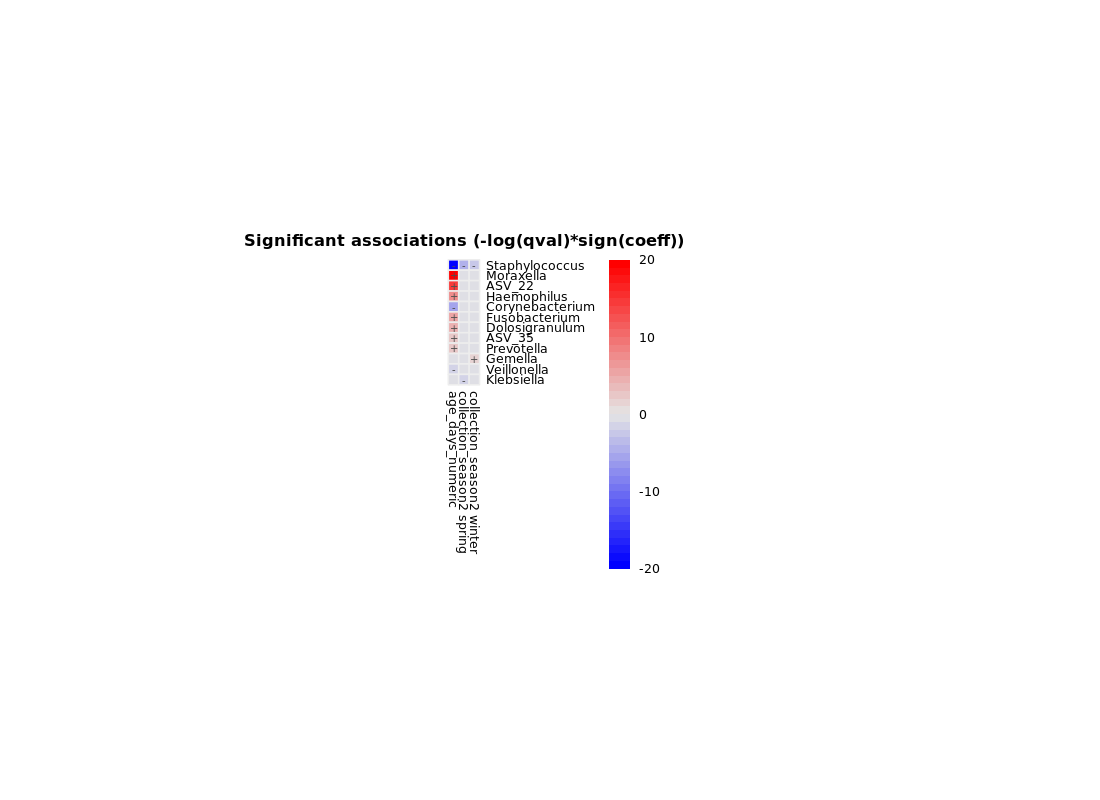 Significant associations (-log(qval)*sign(coeff))
- - Staphylococcus
Moraxella
+ ASV_22
+ Haemophilus
- Corynebacterium
+ Fusobacterium
+ Dolosigranulum
+ ASV_35
+ Prevotella
+ Gemella
- Veillonella
- Klebsiella
age_days_numeric
collection_season2 spring
collection_season2 winter
20
10
0
-10
-20